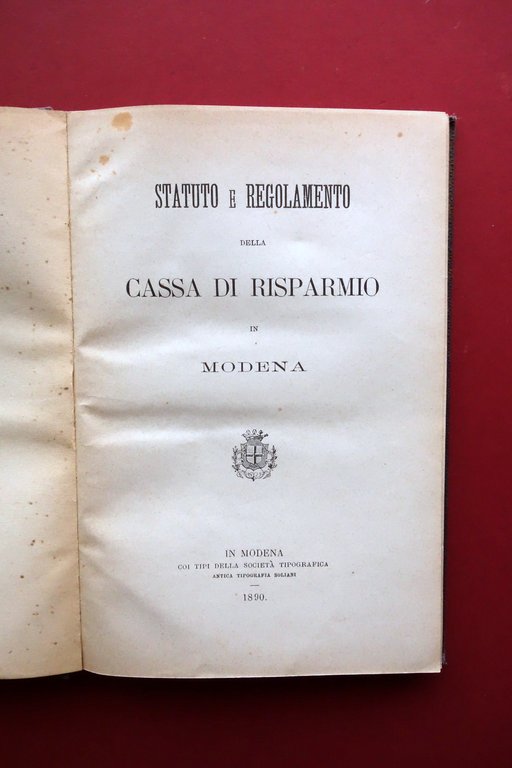 STATUTO E REGOLAMENTO
DELLA
CASSA DI RISPARMIO
IN
MODENA
IN MODENA
COI TIPI DELLA SOCIETÀ TIPOGRAFICA
ANTICA TIPOGRAFIA SOLIANI
1890.